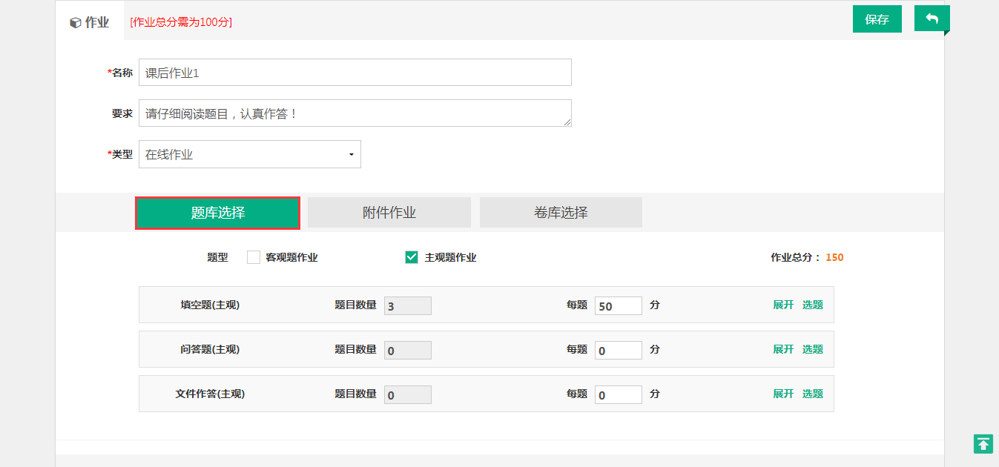 作业 [作业总分需为100分] 保存
*名称 课后作业1
要求 请仔细阅读题目，认真作答！
*类型 在线作业
题库选择 附件作业 卷库选择
题型 客观题作业 主观题作业 作业总分： 150
填空题(主观) 题目数量 3 每题 50 分 展开 选题
问答题(主观) 题目数量 0 每题 0 分 展开 选题
文件作答(主观) 题目数量 0 每题 0 分 展开 选题